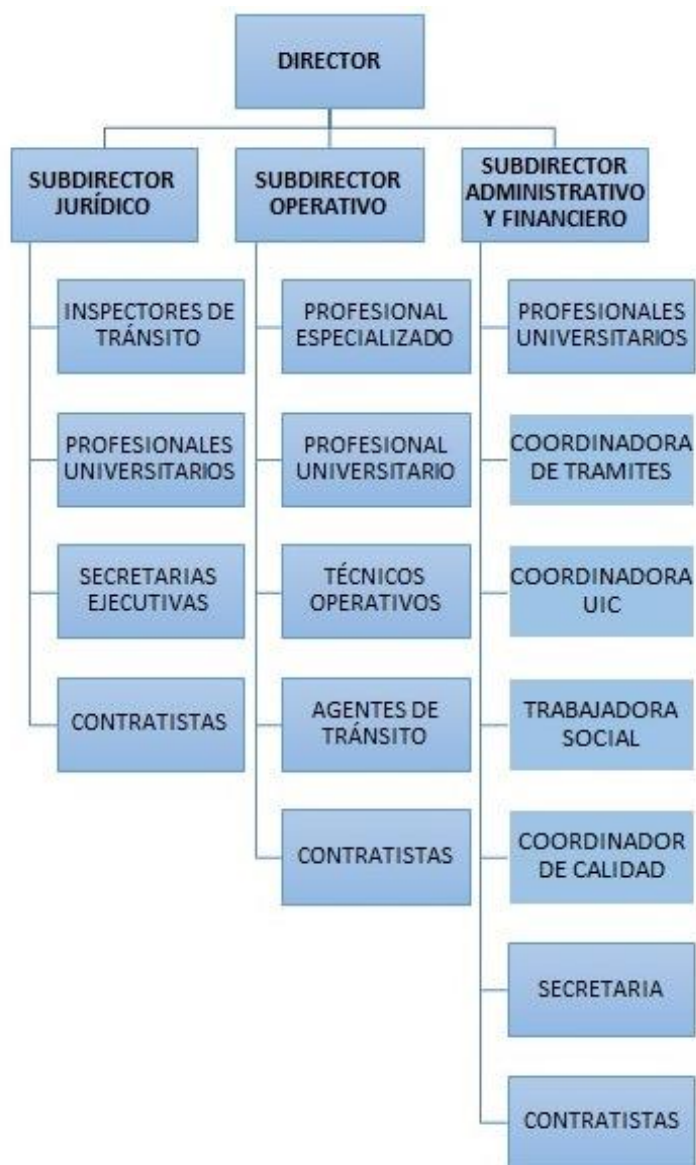 DIRECTOR
SUBDIRECTOR
JURÍDICO
INSPECTORES DE
TRÁNSITO
PROFESIONALES
UNIVERSITARIOS
SECRETARIAS
EJECUTIVAS
CONTRATISTAS
SUBDIRECTOR
OPERATIVO
PROFESIONAL
ESPECIALIZADO
PROFESIONAL
UNIVERSITARIO
TÉCNICOS
OPERATIVOS
AGENTES DE
TRÁNSITO
CONTRATISTAS
SUBDIRECTOR
ADMINISTRATIVO
Y FINANCIERO
PROFESIONALES
UNIVERSITARIOS
COORDINADORA
DE TRAMITES
COORDINADORA
UIC
TRABAJADORA
SOCIAL
COORDINADOR
DE CALIDAD
SECRETARIA
CONTRATISTAS